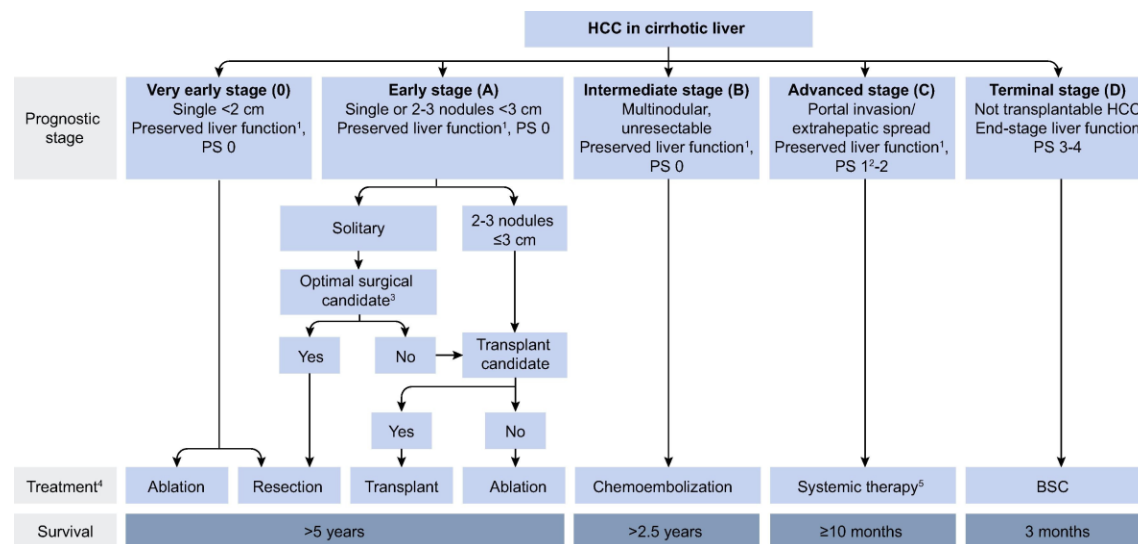 HCC in cirrhotic liver
Prognostic
stage
Very early stage (0)
Single <2 cm
Preserved liver function¹,
PS 0
Early stage (A)
Single or 2-3 nodules <3 cm
Preserved liver function¹, PS 0
Intermediate stage (B)
Multinodular,
unresectable
Preserved liver function¹,
PS 0
Advanced stage (C)
Portal invasion/
extrahepatic spread
Preserved liver function¹,
PS 1²-2
Terminal stage (D)
Not transplantable HCC
End-stage liver function
PS 3-4
Solitary
2-3 nodules
≤3 cm
Optimal surgical
candidate³
Yes
No
Transplant
candidate
Yes
No
Treatment⁴
Ablation
Resection
Transplant
Ablation
Chemoembolization
Systemic therapy⁵
BSC
Survival
>5 years
>2.5 years
≥10 months
3 months